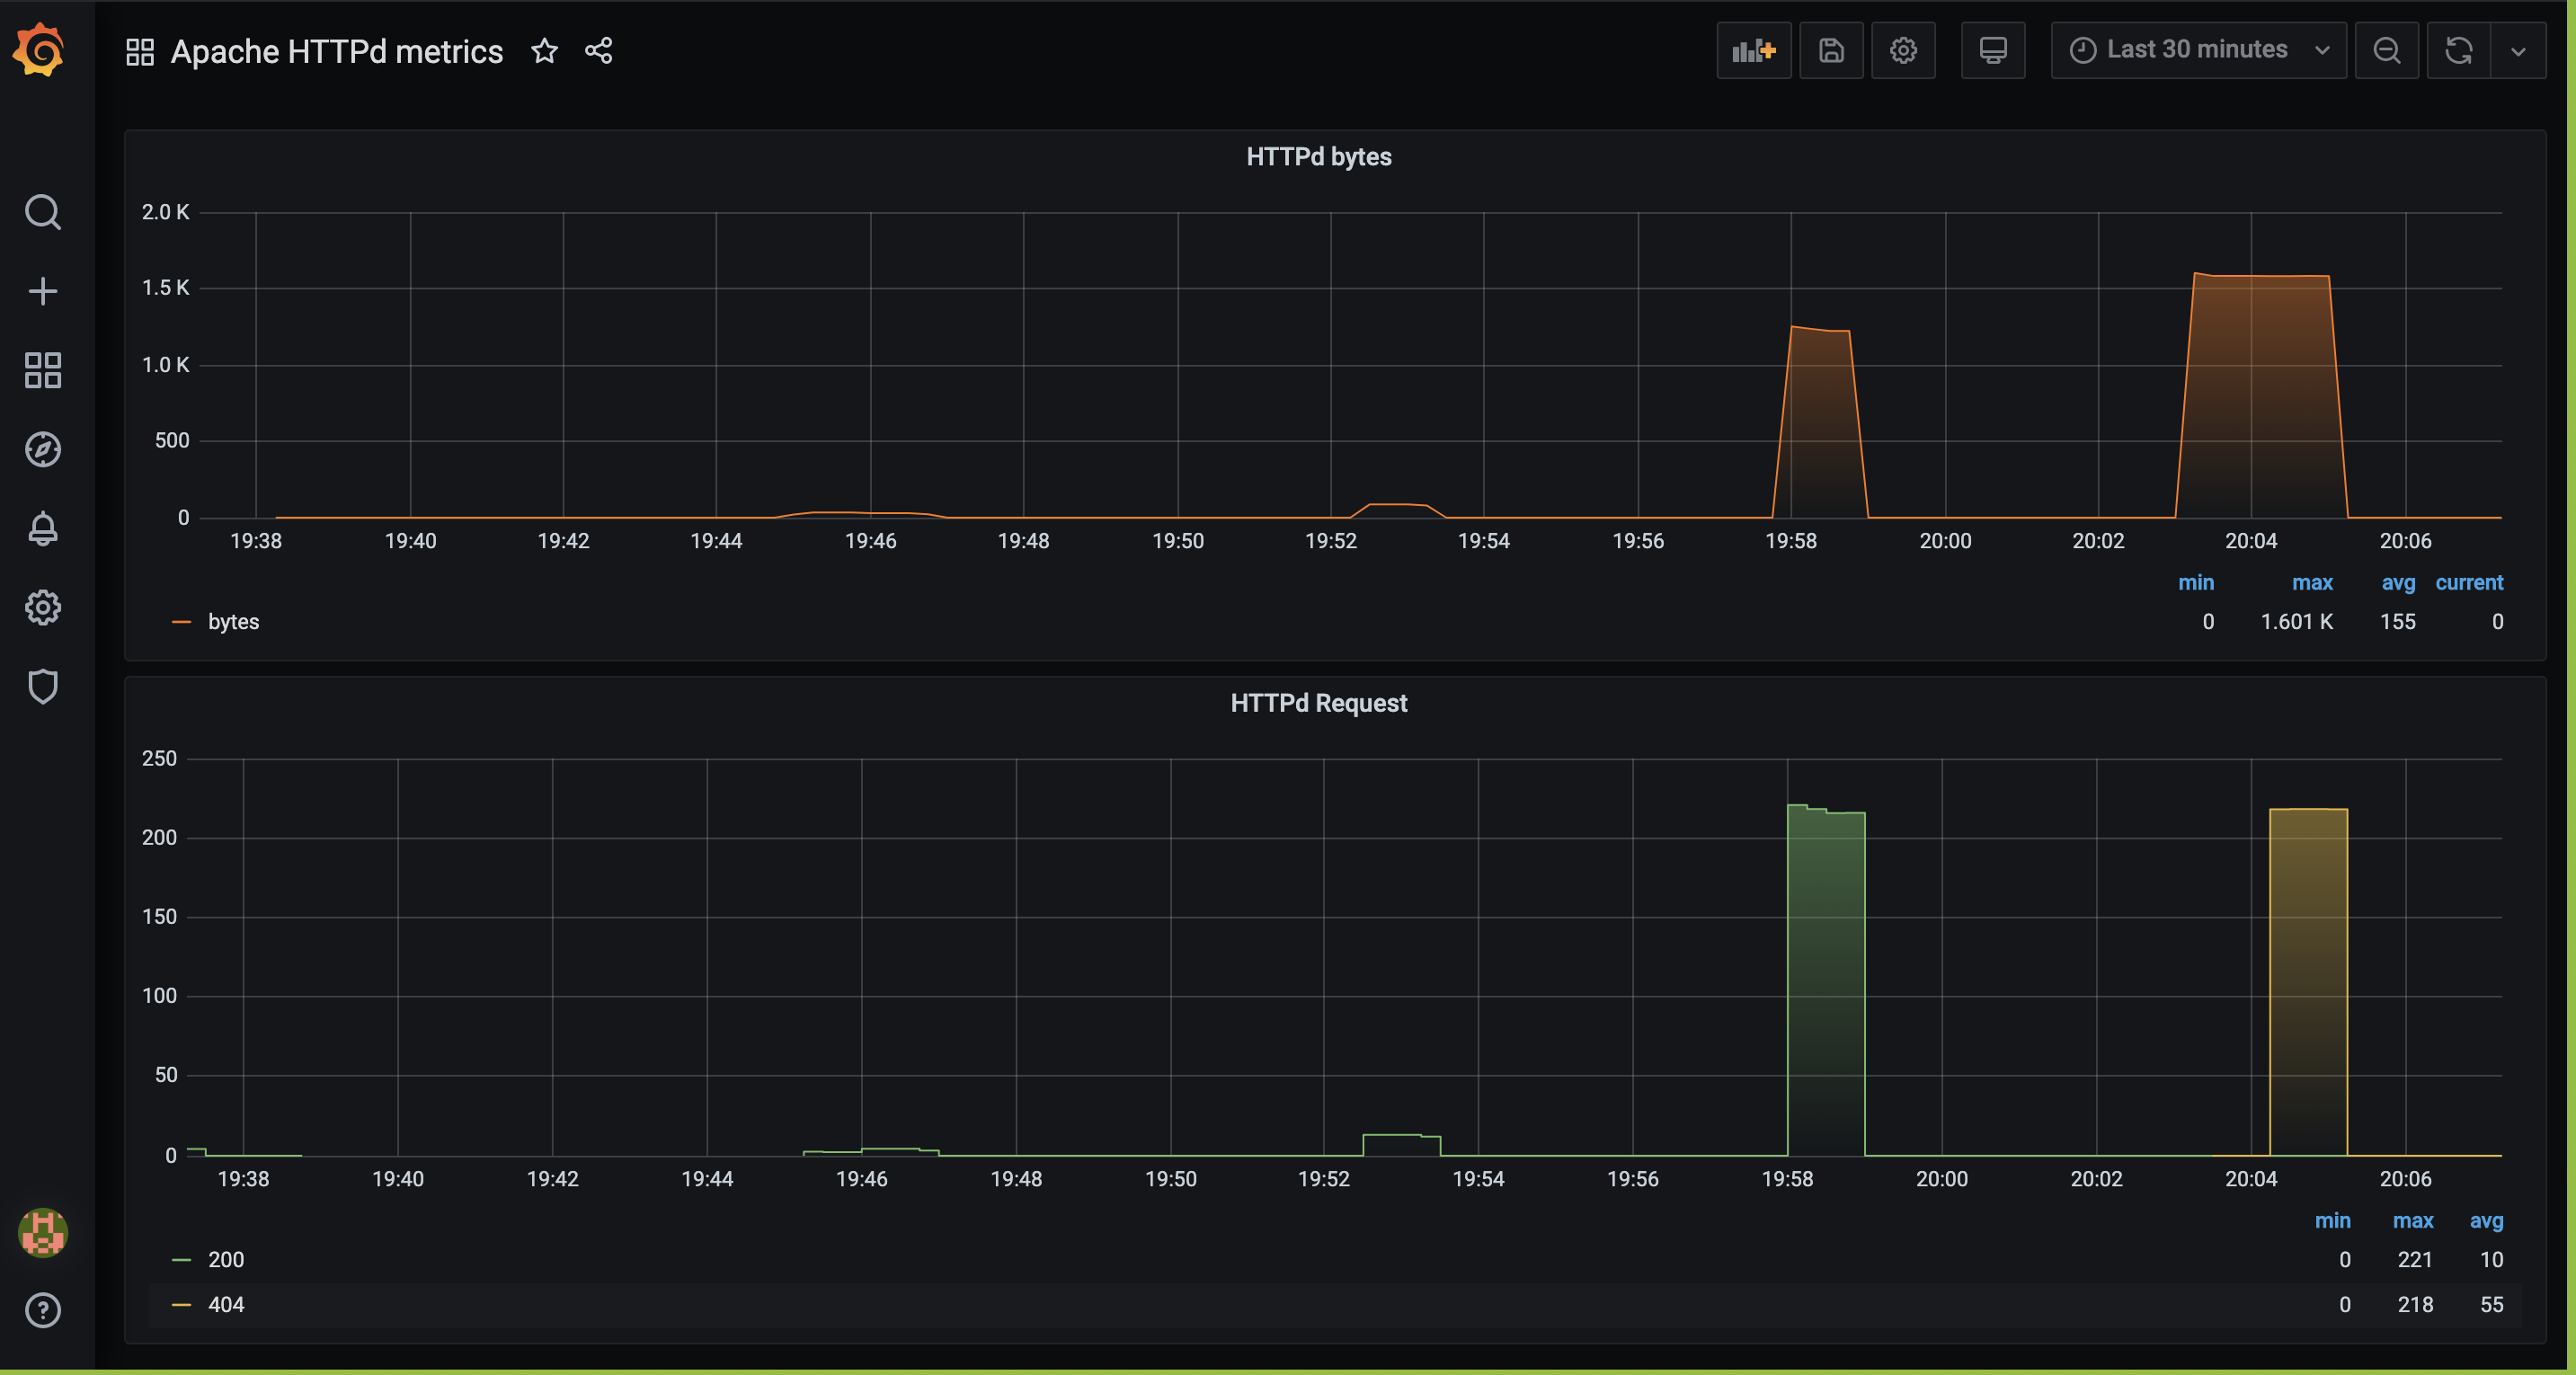 Apache HTTPd metrics
Last 30 minutes
HTTPd bytes
2.0 K
1.5 K
1.0 K
500
0
19:38 19:40 19:42 19:44 19:46 19:48 19:50 19:52 19:54 19:56 19:58 20:00 20:02 20:04 20:06
min max avg current
bytes 0 1.601 K 155 0
HTTPd Request
250
200
150
100
50
0
19:38 19:40 19:42 19:44 19:46 19:48 19:50 19:52 19:54 19:56 19:58 20:00 20:02 20:04 20:06
min max avg
200 0 221 10
404 0 218 55